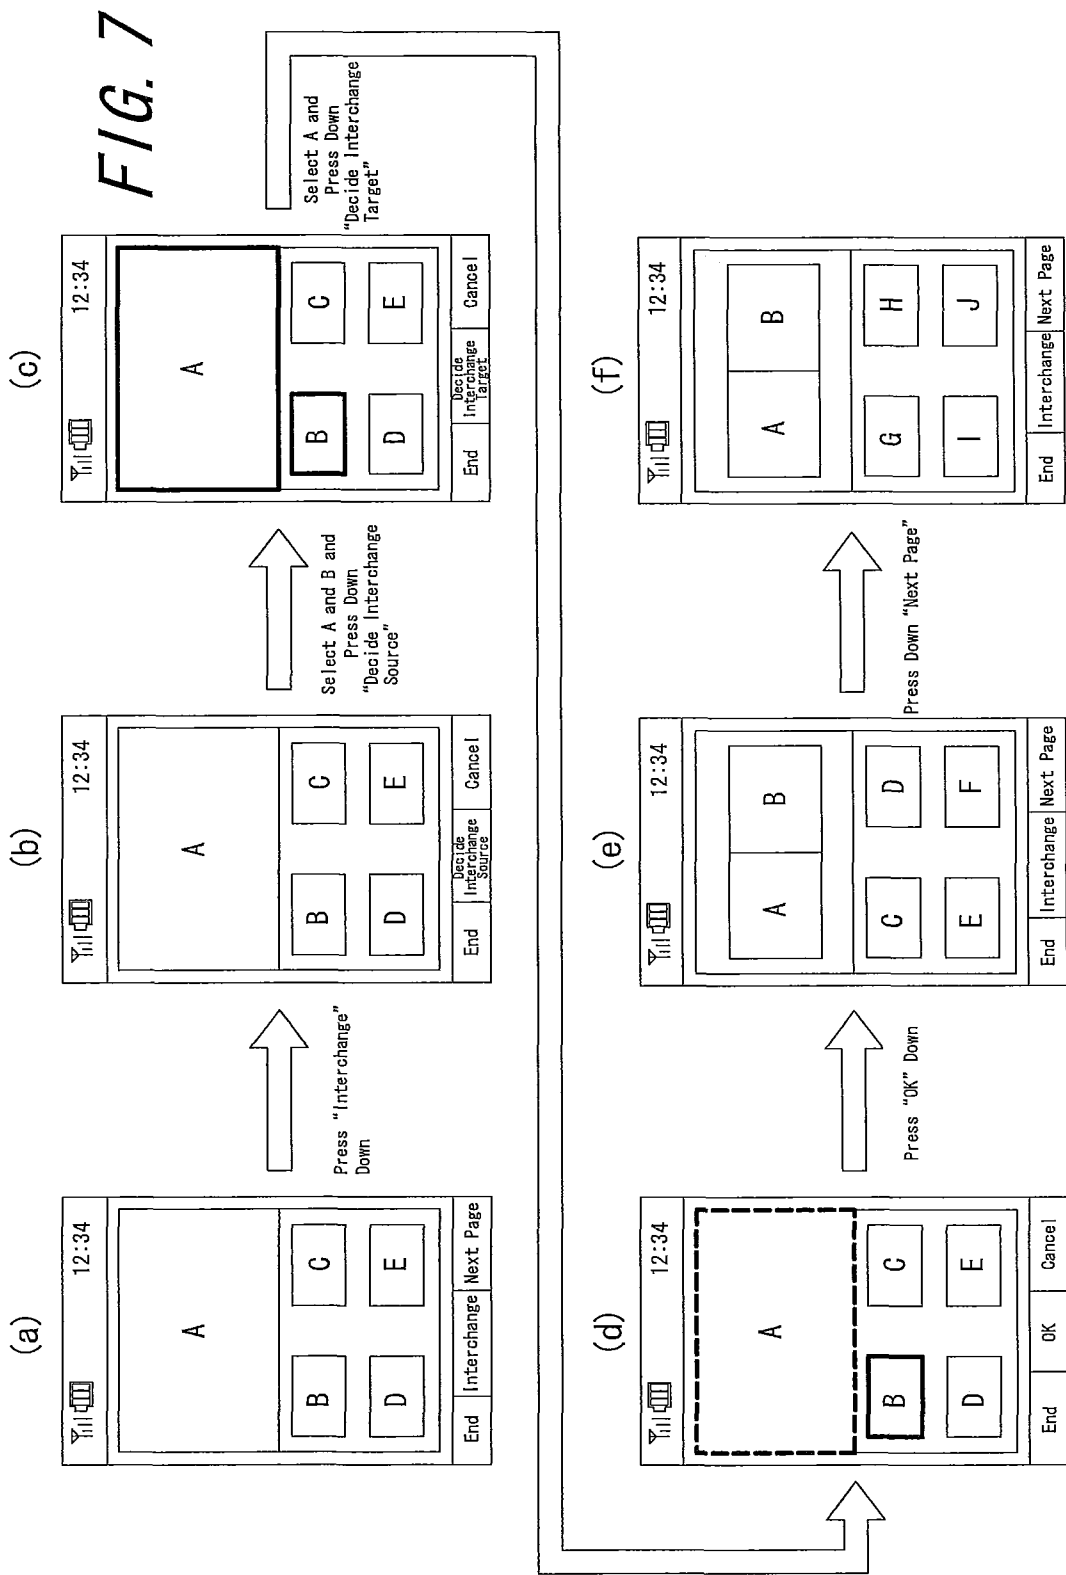 FIG. 7
(a)
12:34
A
B C
D E
End Interchange Next Page
Press "Interchange"
Down
(b)
12:34
A
B C
D E
End Decide Interchange Source Cancel
Select A and B and
Press Down
"Decide Interchange
Source"
(c)
12:34
A
B C
D E
End Decide Interchange Target Cancel
Select A and
Press Down
"Decide Interchange
Target"
(d)
12:34
A
B C
D E
End OK Cancel
Press "OK" Down
(e)
12:34
A B
C D
E F
End Interchange Next Page
Press Down "Next Page"
(f)
12:34
A B
G H
I J
End Interchange Next Page